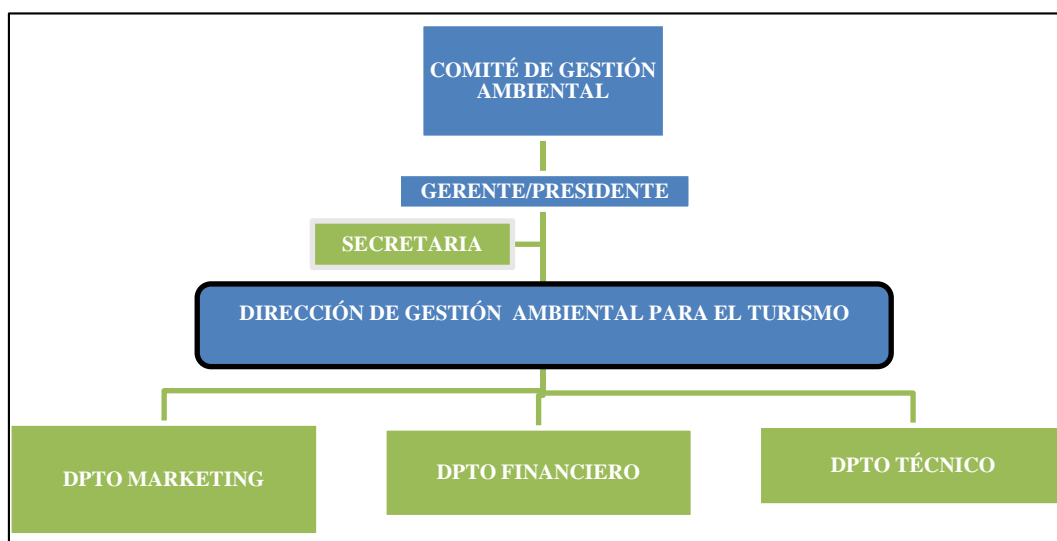 COMITÉ DE GESTIÓN
AMBIENTAL
GERENTE/PRESIDENTE
SECRETARIA
DIRECCIÓN DE GESTIÓN AMBIENTAL PARA EL TURISMO
DPTO MARKETING
DPTO FINANCIERO
DPTO TÉCNICO